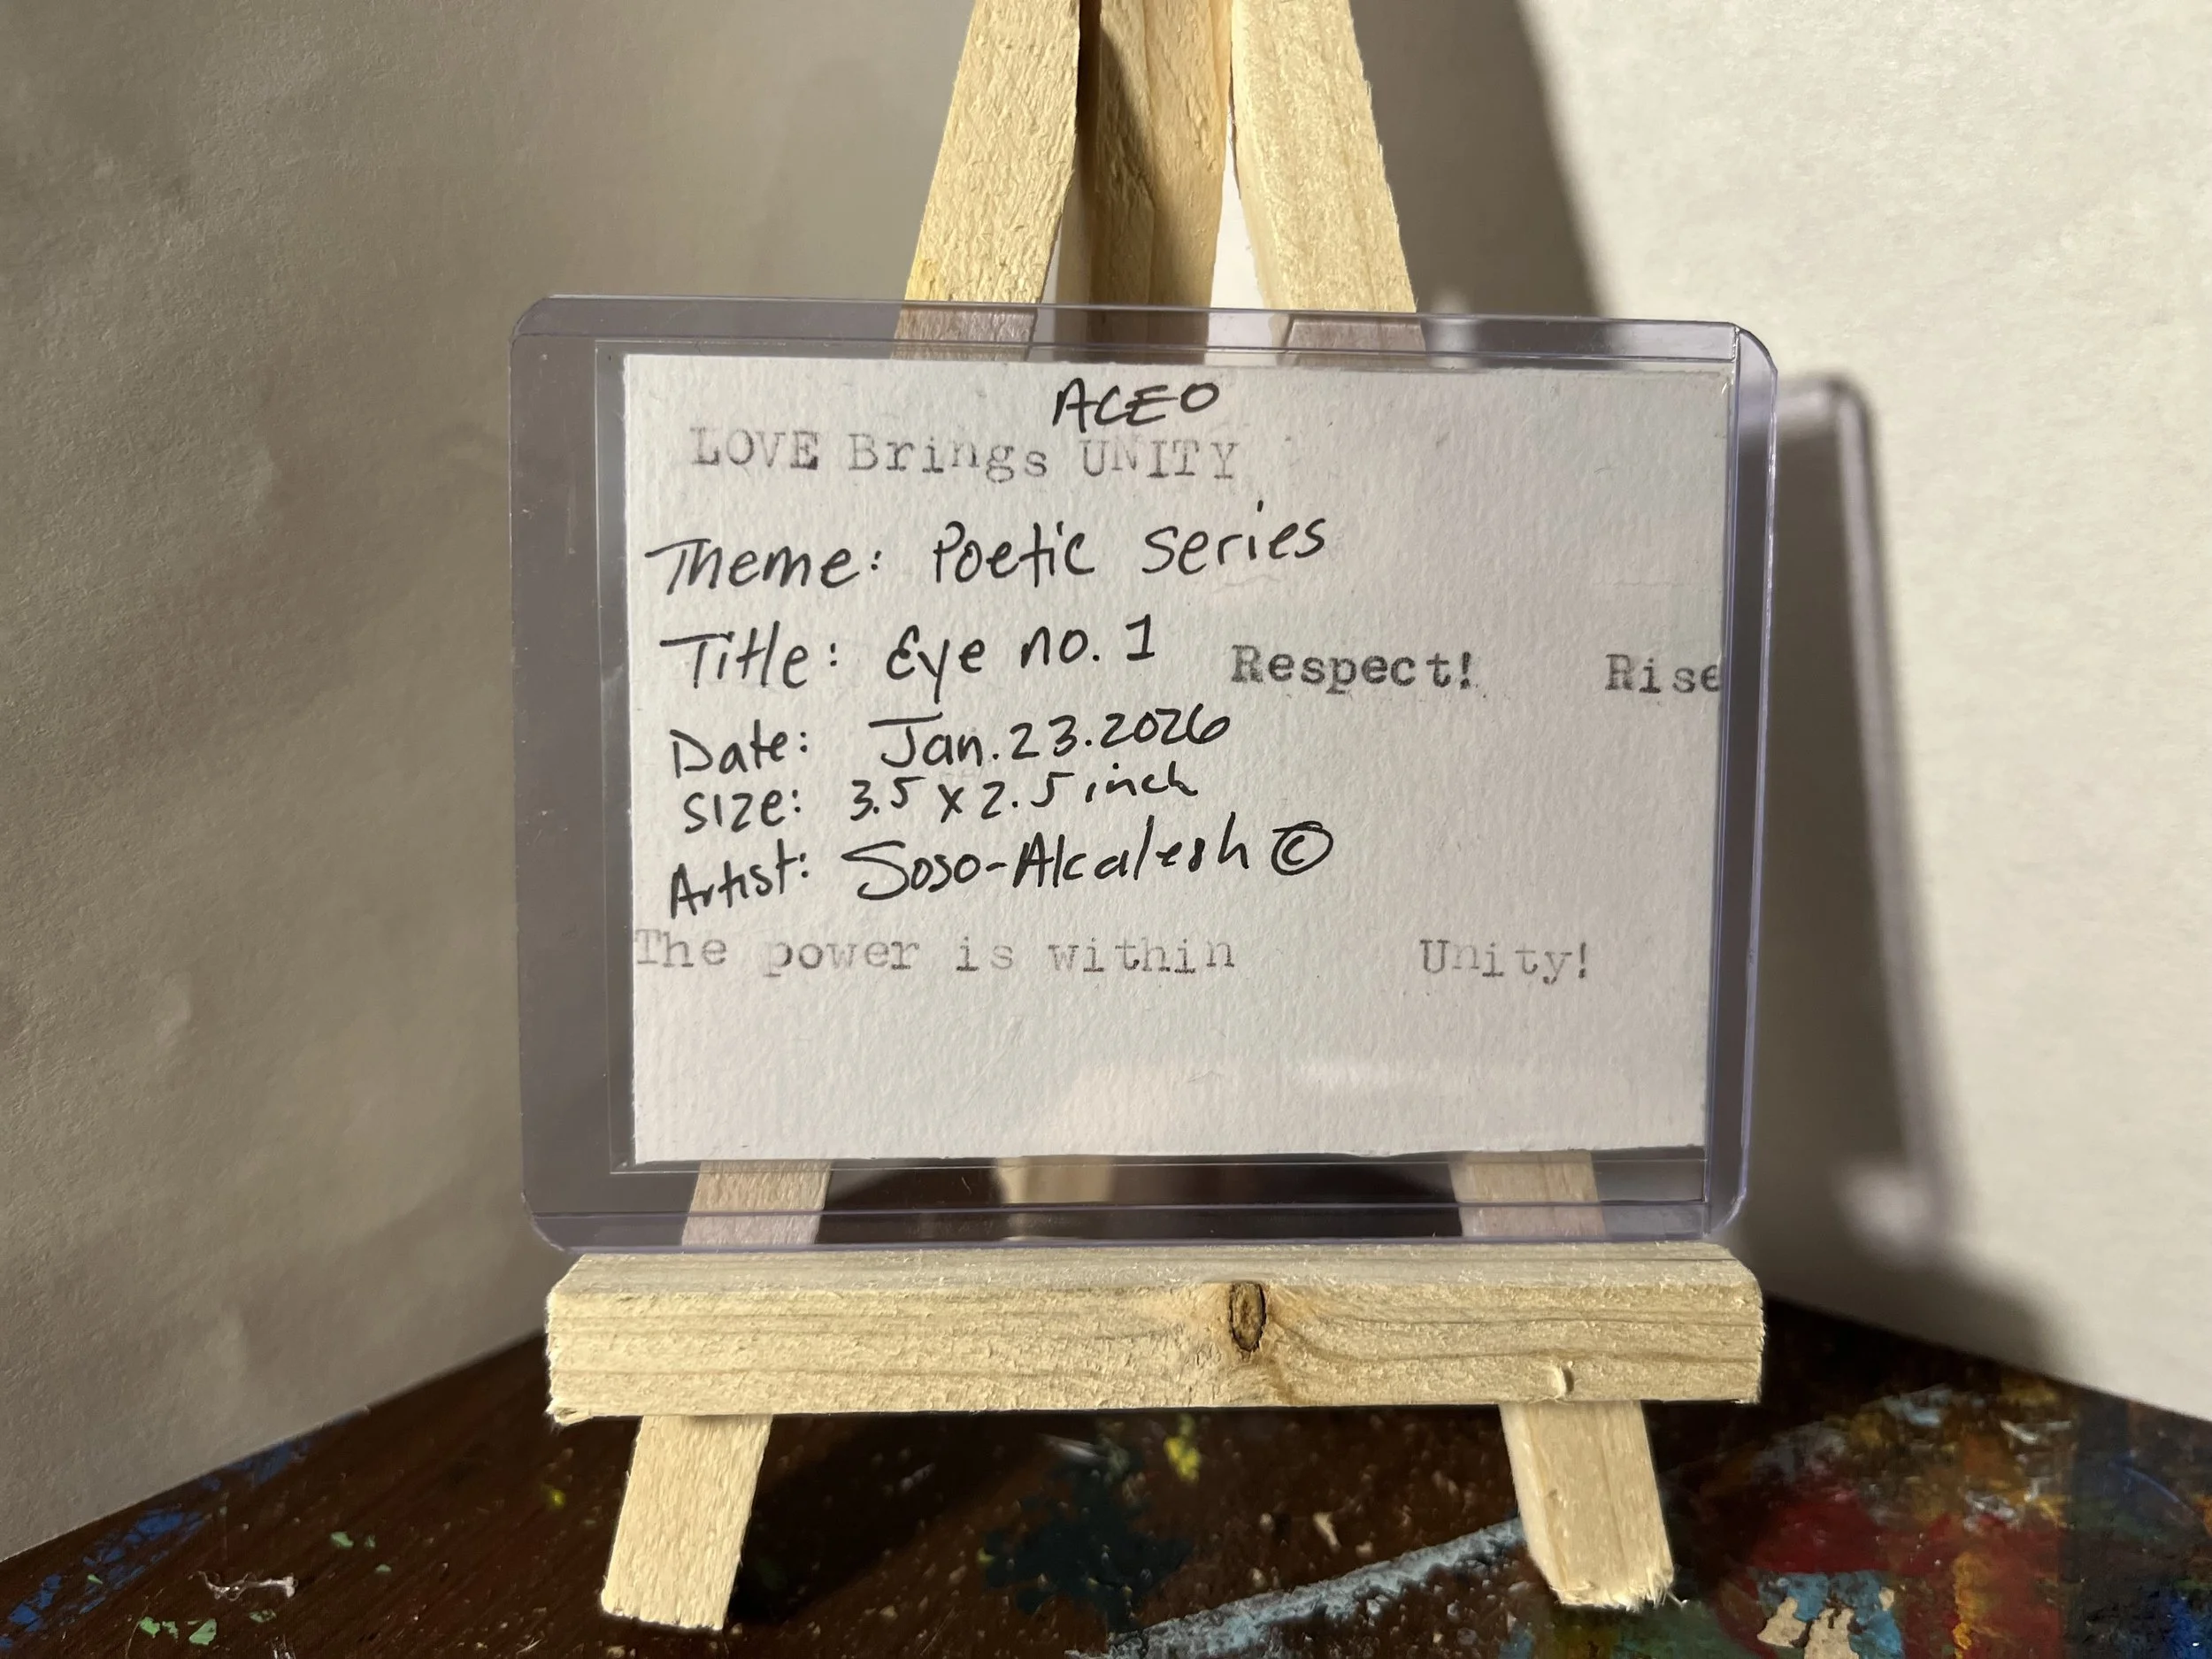 ACEO
LOVE Brings UNITY
Theme: Poetic series
Title: Eye no. 1 Respect! Rise
Date: Jan.23.2026
Size: 3.5 x 2.5 inch
Artist: Soso-Alcalesh ©
The power is within Unity!